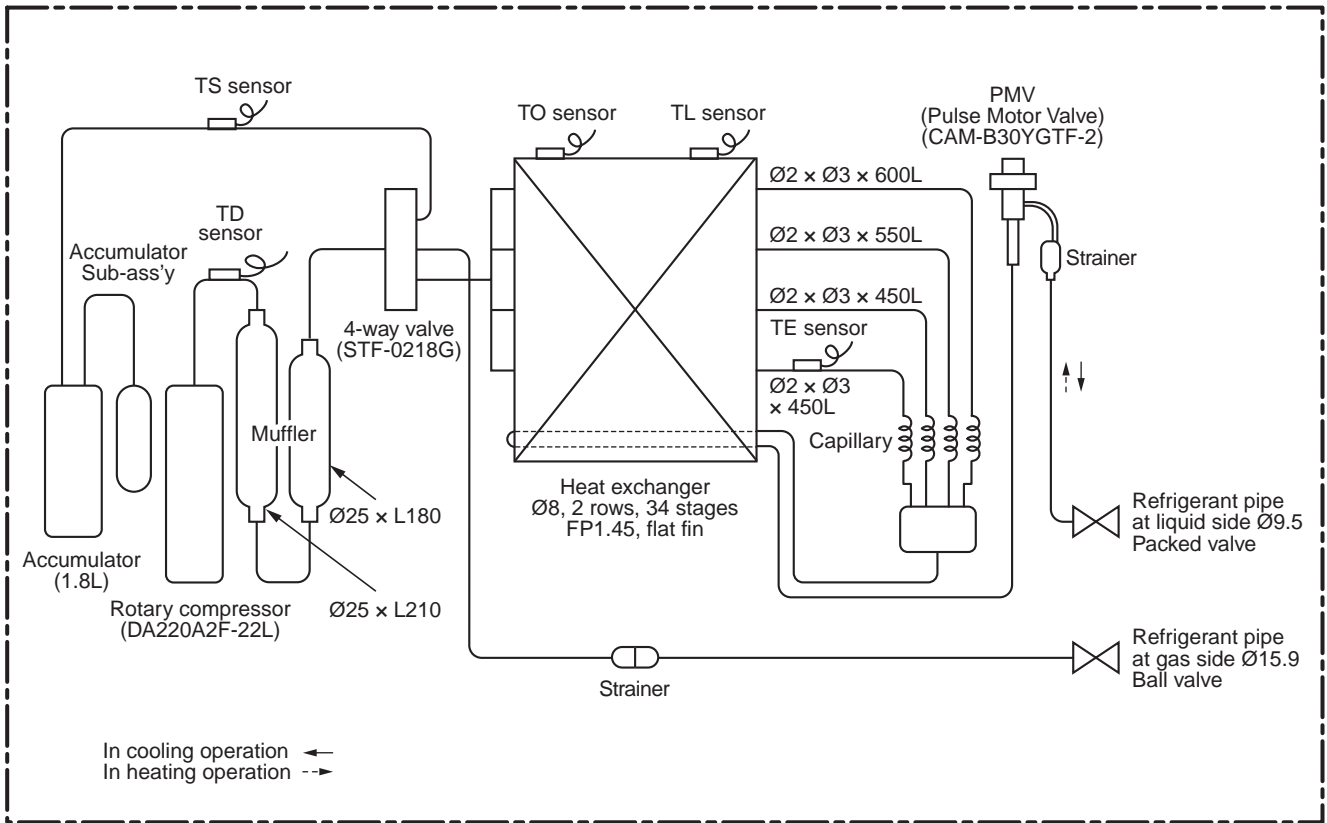 TS sensor
TO sensor
TL sensor
PMV
(Pulse Motor Valve)
(CAM-B30YGTF-2)
Ø2 × Ø3 × 600L
TD
sensor
Accumulator
Sub-ass'y
Ø2 × Ø3 × 550L
Strainer
Ø2 × Ø3 × 450L
4-way valve
(STF-0218G)
TE sensor
Ø2 × Ø3
× 450L
Muffler
Capillary
Heat exchanger
Ø8, 2 rows, 34 stages
FP1.45, flat fin
Ø25 × L180
Refrigerant pipe
at liquid side Ø9.5
Packed valve
Accumulator
(1.8L)
Rotary compressor
(DA220A2F-22L)
Ø25 × L210
Refrigerant pipe
at gas side Ø15.9
Ball valve
Strainer
In cooling operation
In heating operation